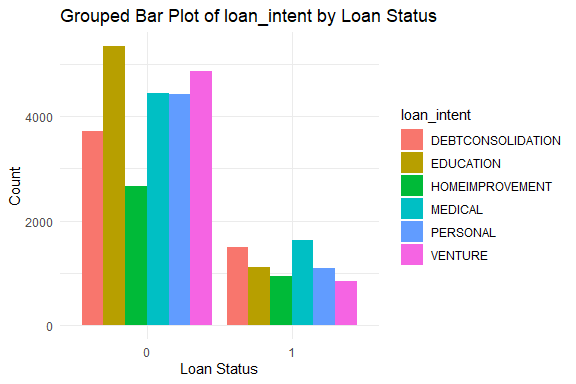 Grouped Bar Plot of loan_intent by Loan Status
Count
4000
2000
0
0
1
Loan Status
loan_intent
DEBTCONSOLIDATION
EDUCATION
HOMEIMPROVEMENT
MEDICAL
PERSONAL
VENTURE